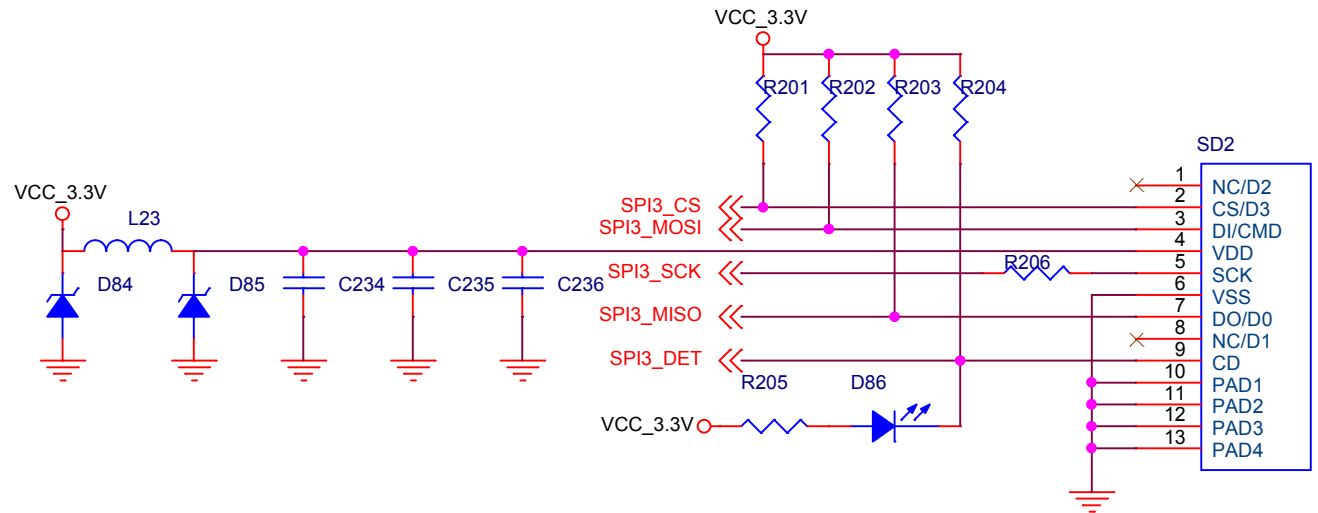 VCC_3.3V
R201 R202 R203 R204
SD2
VCC_3.3V
L23
D84 D85 C234 C235 C236
SPI3_CS
SPI3_MOSI
SPI3_SCK
R206
SPI3_MISO
SPI3_DET
R205 D86
VCC_3.3V
1 NC/D2
2 CS/D3
3 DI/CMD
4 VDD
5 SCK
6 VSS
7 DO/D0
8 NC/D1
9 CD
10 PAD1
11 PAD2
12 PAD3
13 PAD4